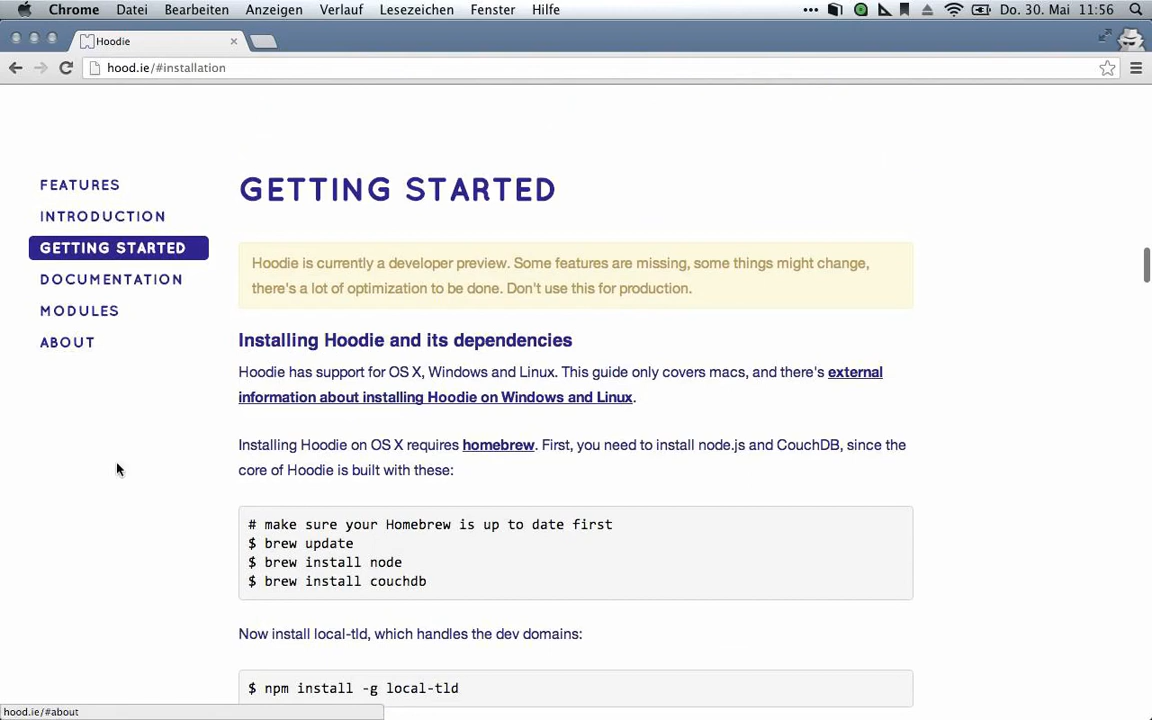 Chrome Datei Bearbeiten Anzeigen Verlauf Lesezeichen Fenster Hilfe Do. 30. Mai 11:56
Hoodie
hood.ie/#installation
FEATURES
INTRODUCTION
GETTING STARTED
DOCUMENTATION
MODULES
ABOUT
GETTING STARTED
Hoodie is currently a developer preview. Some features are missing, some things might change,
there's a lot of optimization to be done. Don't use this for production.
Installing Hoodie and its dependencies
Hoodie has support for OS X, Windows and Linux. This guide only covers macs, and there's external
information about installing Hoodie on Windows and Linux.
Installing Hoodie on OS X requires homebrew. First, you need to install node.js and CouchDB, since the
core of Hoodie is built with these:
# make sure your Homebrew is up to date first
$ brew update
$ brew install node
$ brew install couchdb
Now install local-tld, which handles the dev domains:
$ npm install -g local-tld
hood.ie/#about